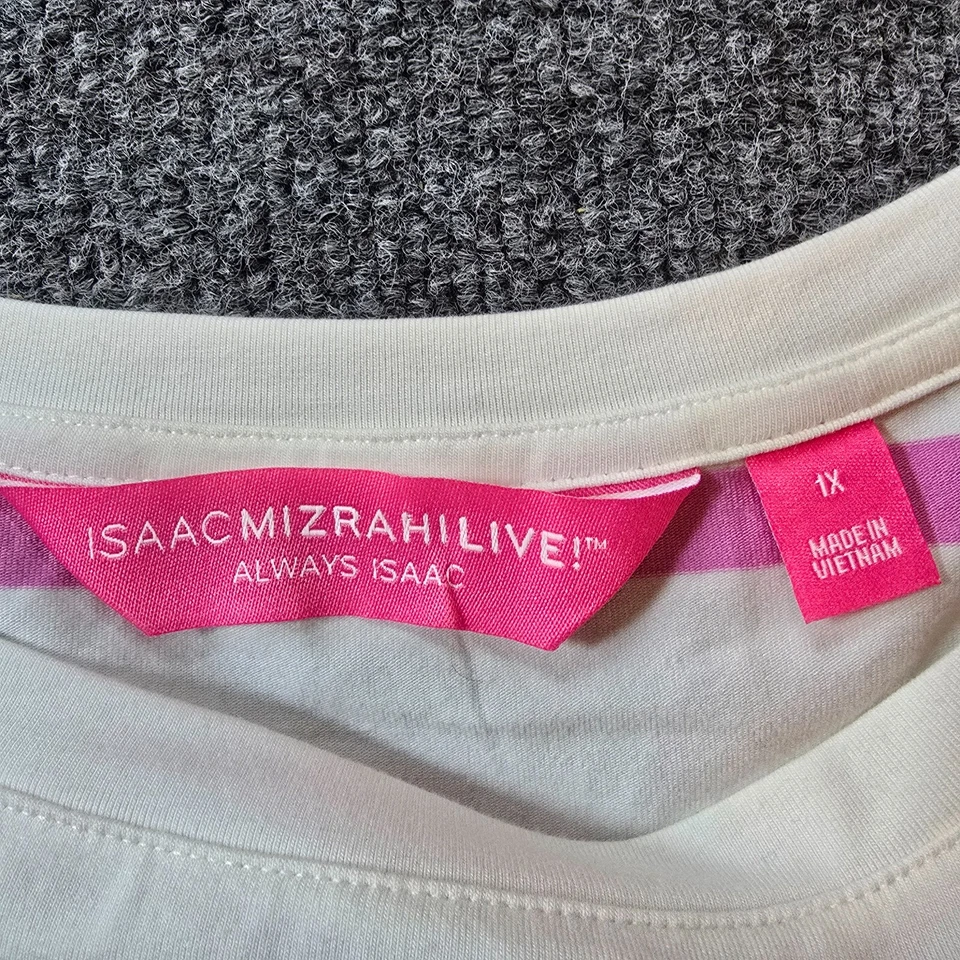 ISAACMIZRAHILIVE!™
ALWAYS ISAAC
1X
MADE IN
VIETNAM